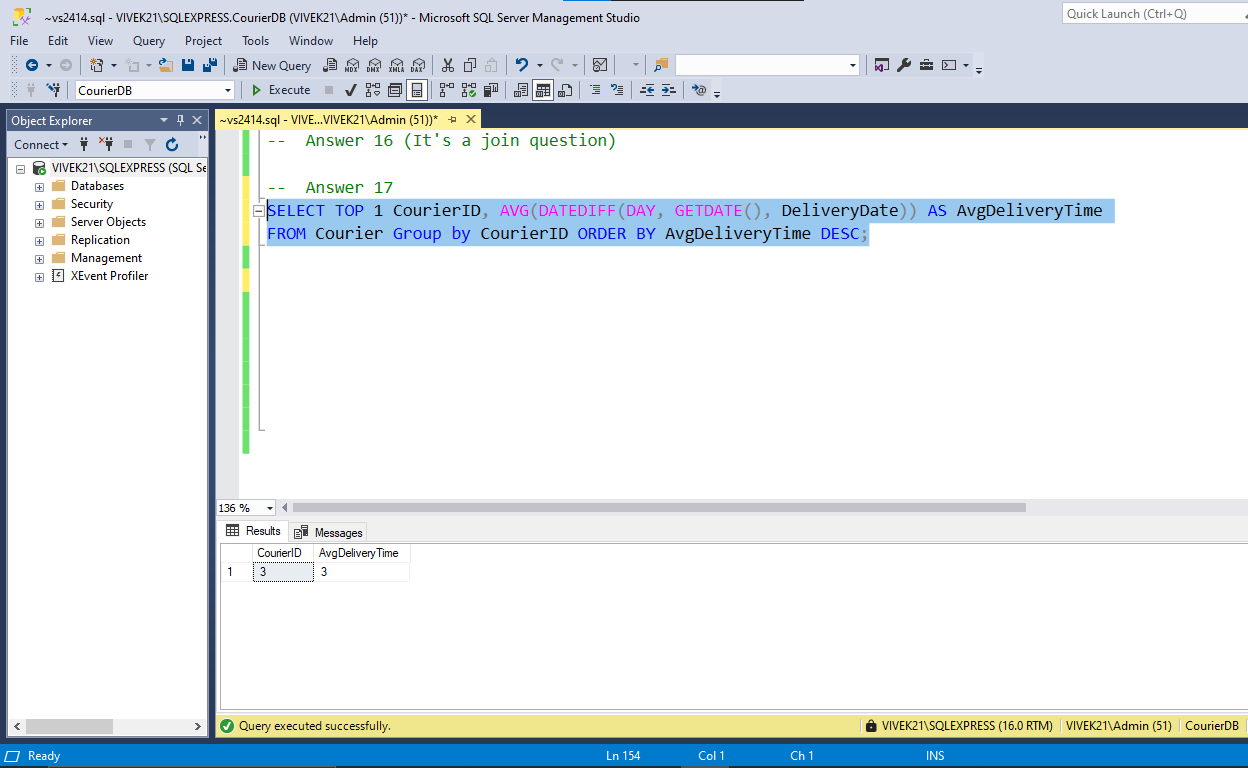 ~vs2414.sql - VIVEK21\SQLEXPRESS.CourierDB (VIVEK21\Admin (51))* - Microsoft SQL Server Management Studio
Quick Launch (Ctrl+Q)
File Edit View Query Project Tools Window Help
New Query MDX DMX XMLA DAX
CourierDB Execute
Object Explorer
~vs2414.sql - VIVE...VIVEK21\Admin (51))*
Connect
VIVEK21\SQLEXPRESS (SQL Se
Databases
Security
Server Objects
Replication
Management
XEvent Profiler
-- Answer 16 (It's a join question)
-- Answer 17
SELECT TOP 1 CourierID, AVG(DATEDIFF(DAY, GETDATE(), DeliveryDate)) AS AvgDeliveryTime
FROM Courier Group by CourierID ORDER BY AvgDeliveryTime DESC;
136 %
Results Messages
CourierID AvgDeliveryTime
1 3 3
Query executed successfully.
VIVEK21\SQLEXPRESS (16.0 RTM) VIVEK21\Admin (51) CourierDB
Ready Ln 154 Col 1 Ch 1 INS